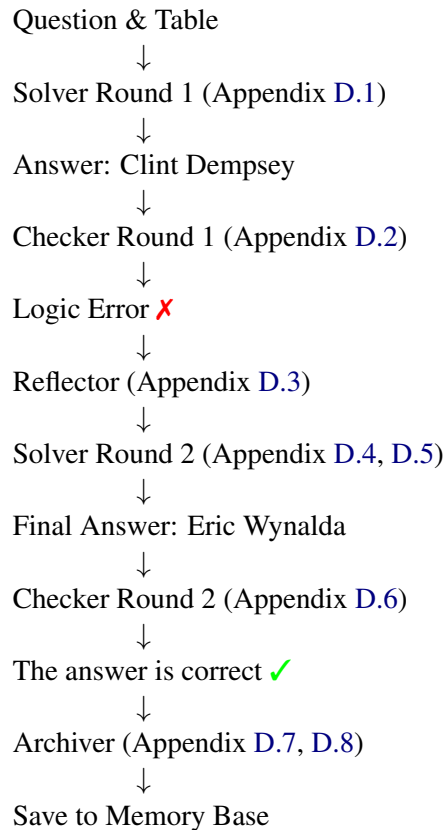 Question & Table
↓
Solver Round 1 (Appendix D.1)
↓
Answer: Clint Dempsey
↓
Checker Round 1 (Appendix D.2)
↓
Logic Error ✗
↓
Reflector (Appendix D.3)
↓
Solver Round 2 (Appendix D.4, D.5)
↓
Final Answer: Eric Wynalda
↓
Checker Round 2 (Appendix D.6)
↓
The answer is correct ✓
↓
Archiver (Appendix D.7, D.8)
↓
Save to Memory Base